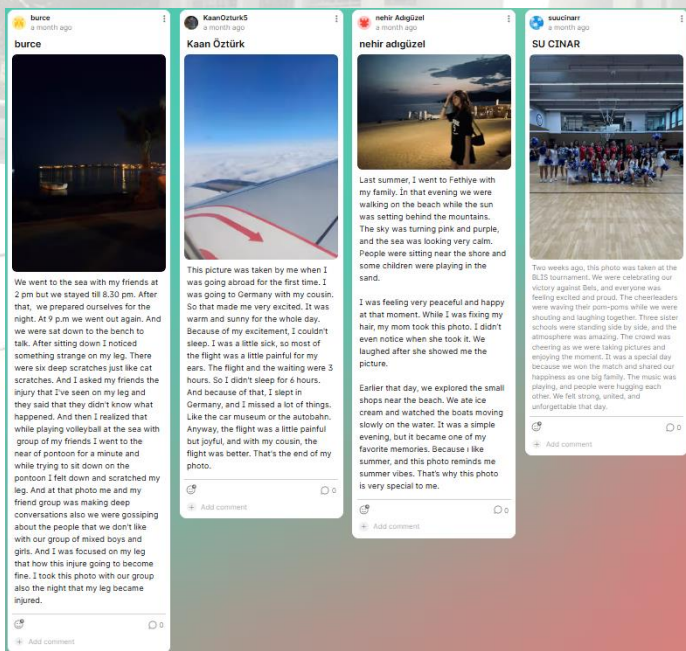 burce
a month ago
burce
We went to the sea with my friends at
2 pm but we stayed till 8.30 pm. After
that, we prepared ourselves for the
night. At 9 p.m we went out again. And
we were sat down to the bench to
talk. After sitting down I noticed
something strange on my leg. There
were six deep scratches just like cat
scratches. And I asked my friends the
injury that I've seen on my leg and
they said that they didn't know what
happened. And then I realized that
while playing volleyball at the sea with
group of my friends I went to the
near of pontoon for a minute and
while trying to sit down on the
pontoon I felt down and scratched my
leg. And at that photo me and my
friend group was making deep
conversations also we were gossiping
about the people that we don't like
with our group of mixed boys and
girls. And I was focused on my leg
that how this injure going to become
fine. I took this photo with our group
also the night that my leg became
injured.
0
Add comment
KaanOzturk5
a month ago
Kaan Öztürk
This picture was taken by me when I
was going abroad for the first time. I
was going to Germany with my cousin.
So that made me very excited. It was
warm and sunny for the whole day.
Because of my excitement, I couldn't
sleep. I was a little sick, so most of
the flight was a little painful for my
ears. The flight and the waiting were 3
hours. So I didn't sleep for 6 hours.
And because of that, I slept in
Germany, and I missed a lot of things.
Like the car museum or the autobahn.
Anyway, the flight was a little painful
but joyful, and with my cousin, the
flight was better. That's the end of my
photo.
0
Add comment
nehir Adıgüzel
a month ago
nehir adıgüzel
Last summer, I went to Fethiye with
my family. İn that evening we were
walking on the beach while the sun
was setting behind the mountains.
The sky was turning pink and purple,
and the sea was looking very calm.
People were sitting near the shore and
some children were playing in the
sand.
I was feeling very peaceful and happy
at that moment. While I was fixing my
hair, my mom took this photo. I didn't
even notice when she took it. We
laughed after she showed me the
picture.
Earlier that day, we explored the small
shops near the beach. We ate ice
cream and watched the boats moving
slowly on the water. It was a simple
evening, but it became one of my
favorite memories. Because ı like
summer, and this photo reminds me
summer vibes. That's why this photo
is very special to me.
0
Add comment
suucinarr
a month ago
SU CINAR
Two weeks ago, this photo was taken at the
BLIS tournament. We were celebrating our
victory against Bels, and everyone was
feeling excited and proud. The cheerleaders
were waving their pom-poms while we were
shouting and laughing together. Three sister
schools were standing side by side, and the
atmosphere was amazing. The crowd was
cheering as we were taking pictures and
enjoying the moment. It was a special day
because we won the match and shared our
happiness as one big family. The music was
playing, and people were hugging each
other. We felt strong, united, and
unforgettable that day.
0
Add comment